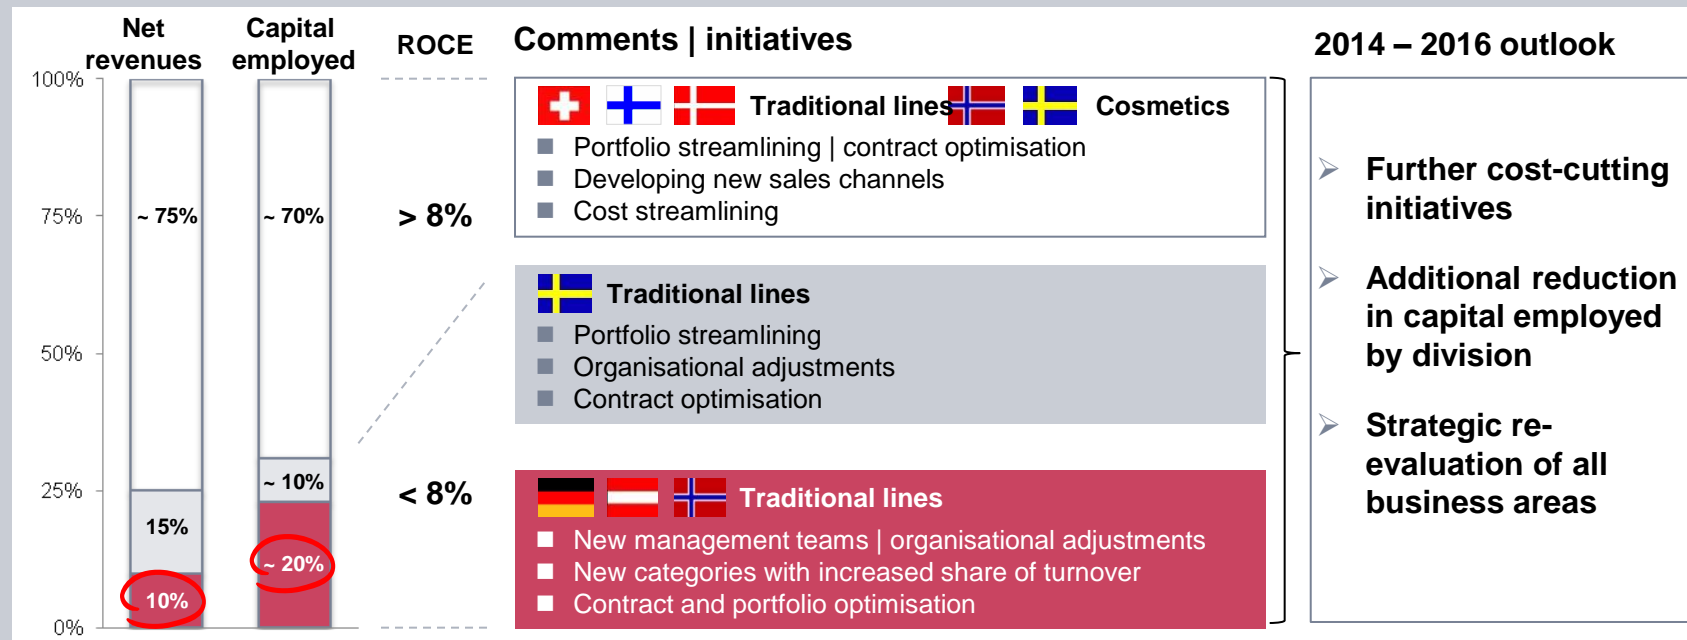 Net
revenues
Capital
employed
ROCE
Comments | initiatives
2014 – 2016 outlook
100%
75%
50%
25%
0%
~ 75%
15%
10%
~ 70%
~ 10%
~ 20%
> 8%
< 8%
Traditional lines
Cosmetics
Portfolio streamlining | contract optimisation
Developing new sales channels
Cost streamlining
Traditional lines
Portfolio streamlining
Organisational adjustments
Contract optimisation
Traditional lines
New management teams | organisational adjustments
New categories with increased share of turnover
Contract and portfolio optimisation
Further cost-cutting
initiatives
Additional reduction
in capital employed
by division
Strategic re-
evaluation of all
business areas